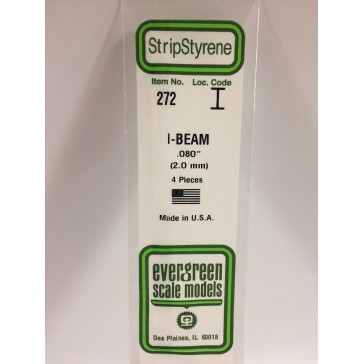 StripStyrene
Item No. Loc. Code
272 I
I-BEAM
.080"
(2.0 mm)
4 Pieces
Made in U.S.A.
evergreen
scale models
Des Plaines, IL 60018